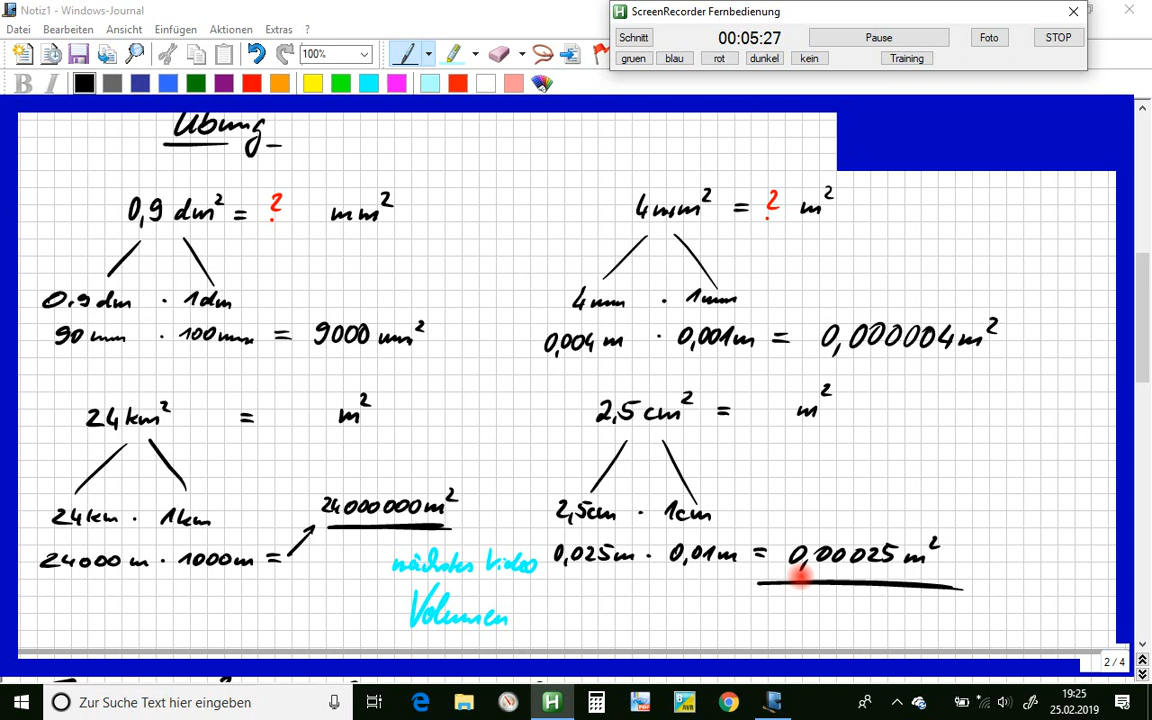 Notiz1 - Windows-Journal
Datei Bearbeiten Ansicht Einfügen Aktionen Extras ?
100%
B I
ScreenRecorder Fernbedienung
Schnitt 00:05:27 Pause Foto STOP
gruen blau rot dunkel kein Training
Übung
0,9 dm² = ? mm²
0,9 dm · 1dm
90 mm · 100mm = 9000 mm²
4mm² = ? m²
4mm · 1mm
0,004 m · 0,001m = 0,000004m²
24km² = m²
24km · 1km
24000000m²
24000 m · 1000m =
2,5cm² = m²
2,5cm · 1cm
0,025m · 0,01m = 0,00025m²
nächstes Video
Volumen
2 / 4
Zur Suche Text hier eingeben
19:25
25.02.2019